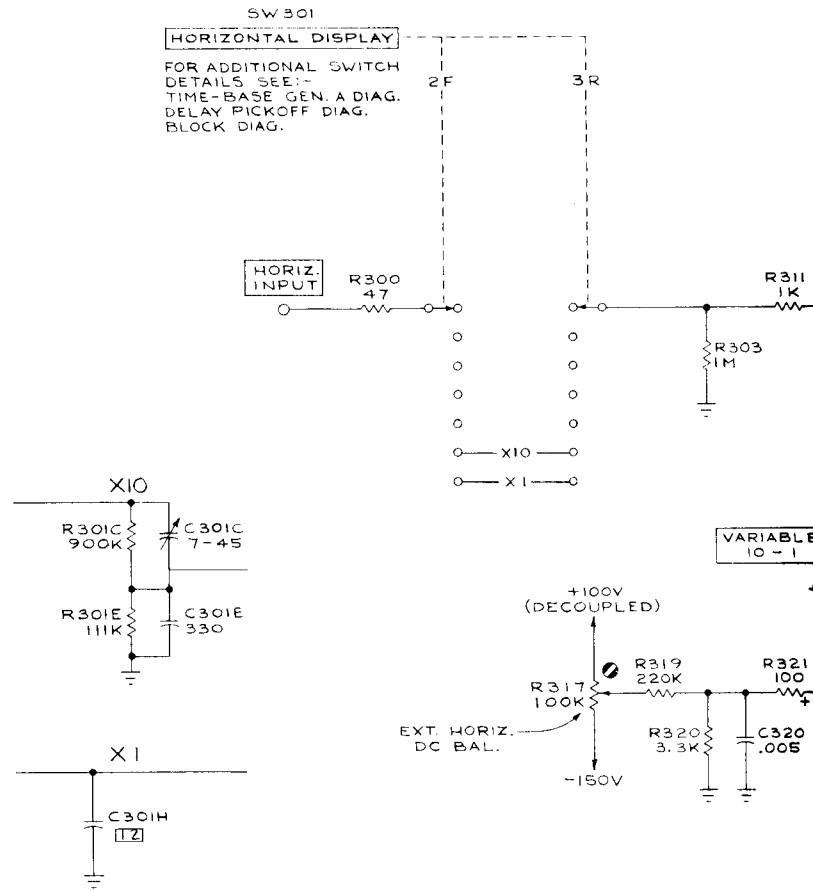 SW 301
HORIZONTAL DISPLAY
FOR ADDITIONAL SWITCH
DETAILS SEE:-
TIME-BASE GEN. A DIAG.
DELAY PICKOFF DIAG.
BLOCK DIAG.
2F
3R
HORIZ.
INPUT
R300
47
R311
1K
R303
1M
X10
X1
X10
R301C
900K
C301C
7-45
R301E
111K
C301E
330
X1
C301H
12
VARIABLE
10-1
+100V
(DECOUPLED)
R317
100K
R319
220K
R321
100
+
EXT. HORIZ.
DC BAL.
R320
3.3K
C320
.005
-150V